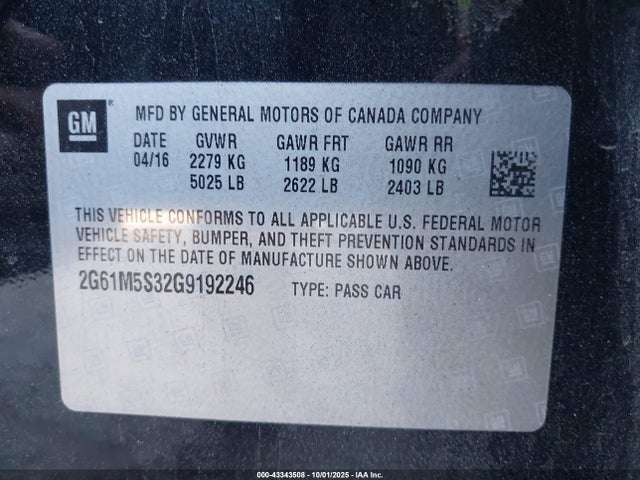 GM ®
MFD BY GENERAL MOTORS OF CANADA COMPANY
DATE GVWR GAWR FRT GAWR RR
04/16 2279 KG 1189 KG 1090 KG
5025 LB 2622 LB 2403 LB
THIS VEHICLE CONFORMS TO ALL APPLICABLE U.S. FEDERAL MOTOR
VEHICLE SAFETY, BUMPER, AND THEFT PREVENTION STANDARDS IN
EFFECT ON THE DATE OF MANUFACTURE SHOWN ABOVE.
2G61M5S32G9192246 TYPE: PASS CAR
000-43343508 - 10/01/2025 - IAA Inc.